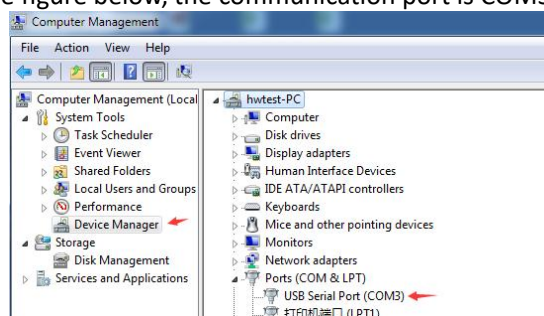 e figure below, the communication port is COM3
Computer Management
File Action View Help
Computer Management (Local
System Tools
Task Scheduler
Event Viewer
Shared Folders
Local Users and Groups
Performance
Device Manager
Storage
Disk Management
Services and Applications
hwtest-PC
Computer
Disk drives
Display adapters
Human Interface Devices
IDE ATA/ATAPI controllers
Keyboards
Mice and other pointing devices
Monitors
Network adapters
Ports (COM & LPT)
USB Serial Port (COM3)
打印机端口 (LPT1)